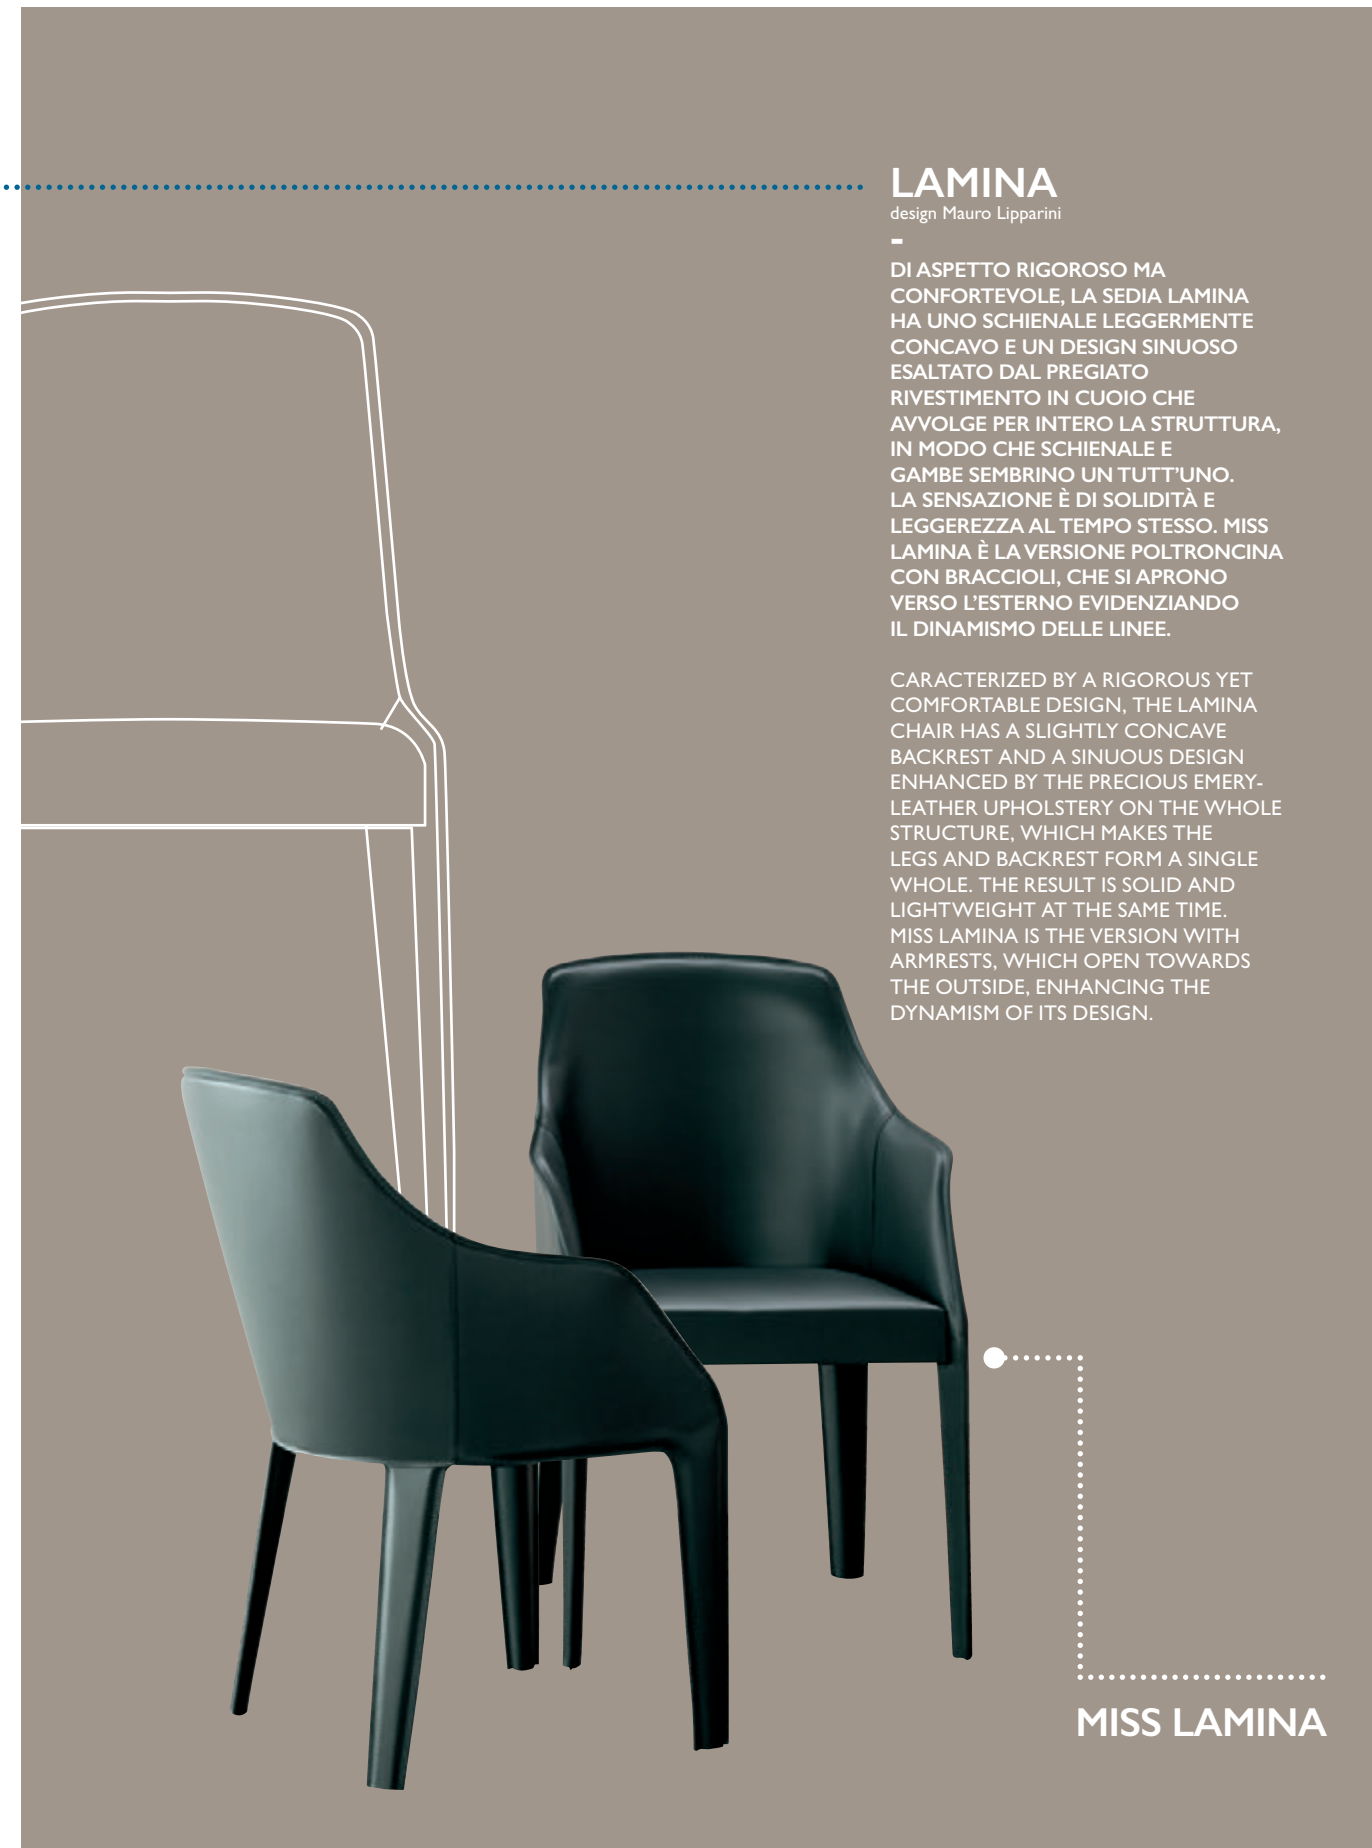 LAMINA
design Mauro Lipparini
-
DI ASPETTO RIGOROSO MA
CONFORTEVOLE, LA SEDIA LAMINA
HA UNO SCHIENALE LEGGERMENTE
CONCAVO E UN DESIGN SINUOSO
ESALTATO DAL PREGIATO
RIVESTIMENTO IN CUOIO CHE
AVVOLGE PER INTERO LA STRUTTURA,
IN MODO CHE SCHIENALE E
GAMBE SEMBRINO UN TUTT’UNO.
LA SENSAZIONE È DI SOLIDITÀ E
LEGGEREZZA AL TEMPO STESSO. MISS
LAMINA È LA VERSIONE POLTRONCINA
CON BRACCIOLI, CHE SI APRONO
VERSO L’ESTERNO EVIDENZIANDO
IL DINAMISMO DELLE LINEE.
CARACTERIZED BY A RIGOROUS YET
COMFORTABLE DESIGN, THE LAMINA
CHAIR HAS A SLIGHTLY CONCAVE
BACKREST AND A SINUOUS DESIGN
ENHANCED BY THE PRECIOUS EMERY-
LEATHER UPHOLSTERY ON THE WHOLE
STRUCTURE, WHICH MAKES THE
LEGS AND BACKREST FORM A SINGLE
WHOLE. THE RESULT IS SOLID AND
LIGHTWEIGHT AT THE SAME TIME.
MISS LAMINA IS THE VERSION WITH
ARMRESTS, WHICH OPEN TOWARDS
THE OUTSIDE, ENHANCING THE
DYNAMISM OF ITS DESIGN.
MISS LAMINA